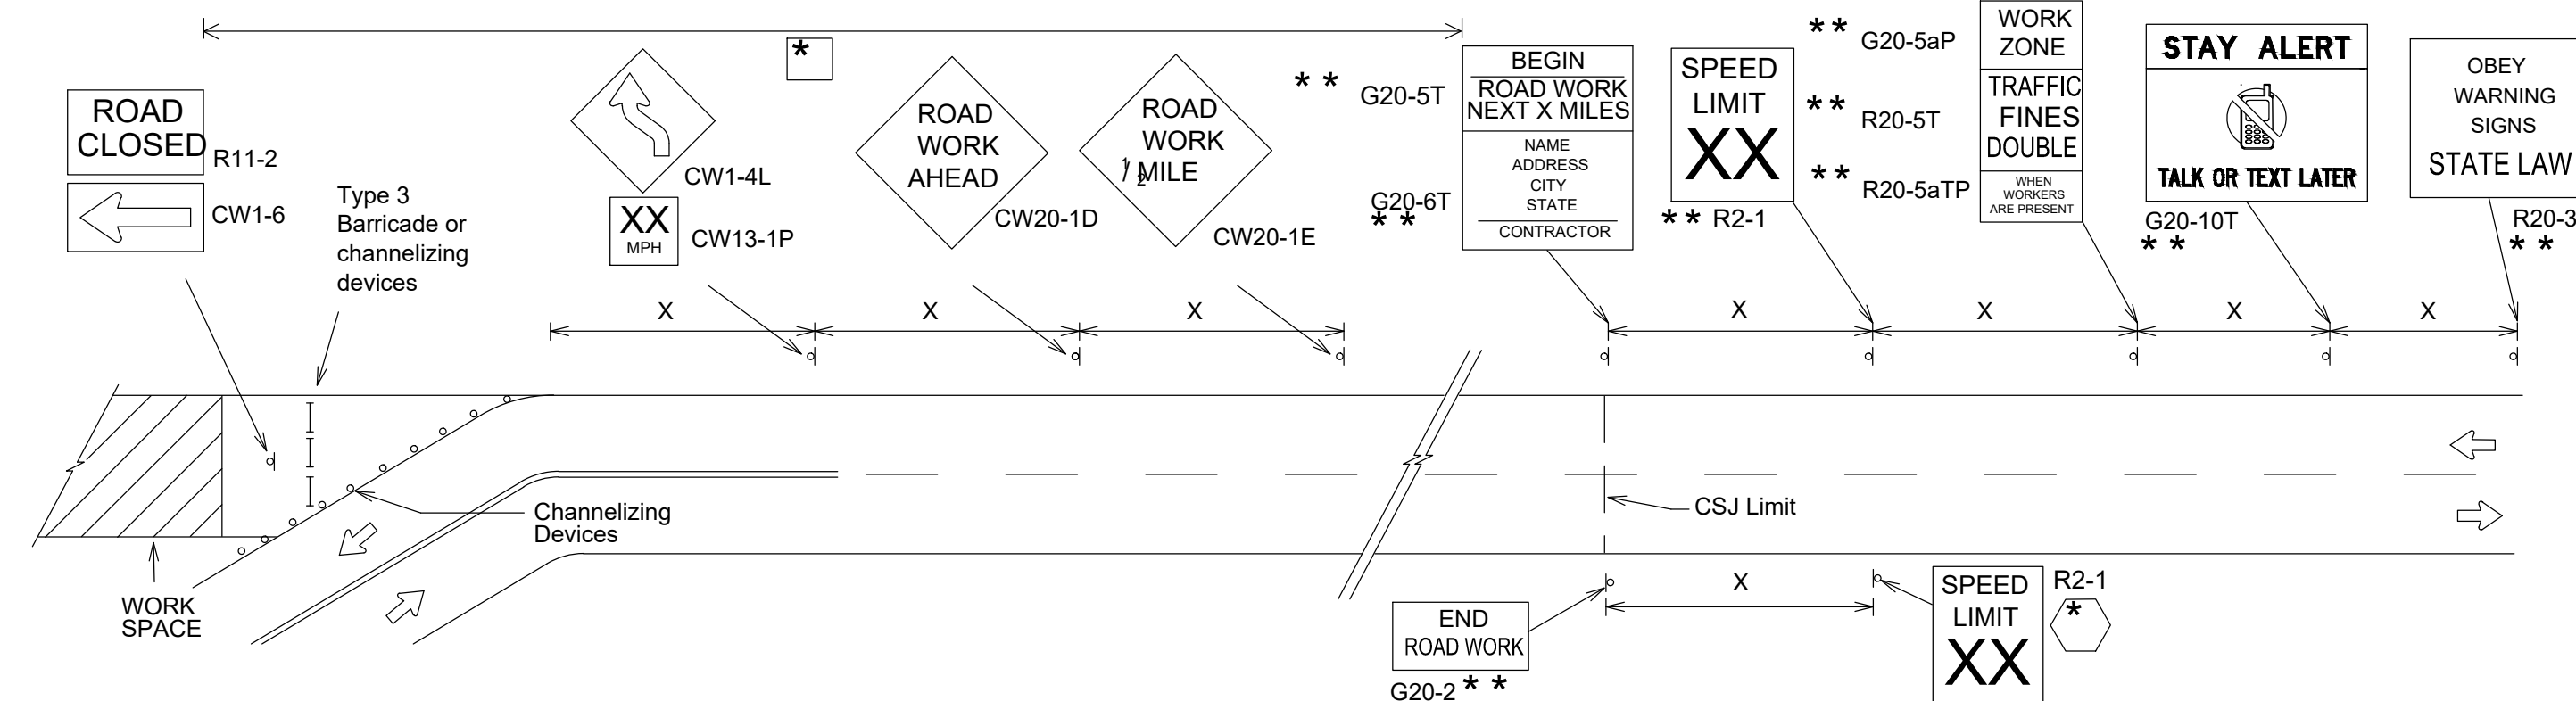 ROAD
CLOSED
R11-2
CW1-6
Type 3
Barricade or
channelizing
devices
CW1-4L
XX
MPH
CW13-1P
*
ROAD
WORK
AHEAD
CW20-1D
ROAD
WORK
1/2 MILE
CW20-1E
* * G20-5T
G20-6T
* *
BEGIN
ROAD WORK
NEXT X MILES
NAME
ADDRESS
CITY
STATE
CONTRACTOR
SPEED
LIMIT
XX
* * R2-1
* * G20-5aP
* * R20-5T
* * R20-5aTP
WORK
ZONE
TRAFFIC
FINES
DOUBLE
WHEN
WORKERS
ARE PRESENT
STAY ALERT
TALK OR TEXT LATER
G20-10T
* *
OBEY
WARNING
SIGNS
STATE LAW
R20-3
* *
X
X
X
X
X
X
X
Channelizing
Devices
CSJ Limit
WORK
SPACE
X
END
ROAD WORK
G20-2 * *
SPEED
LIMIT
XX
R2-1
*